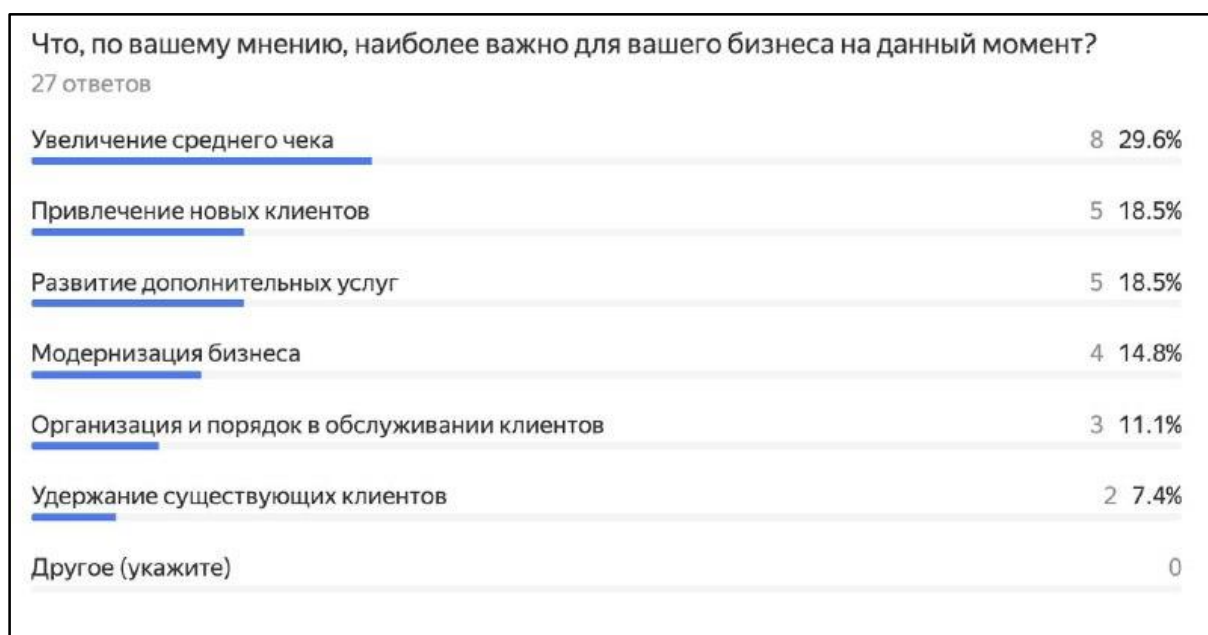 Что, по вашему мнению, наиболее важно для вашего бизнеса на данный момент?
27 ответов
Увеличение среднего чека 8 29.6%
Привлечение новых клиентов 5 18.5%
Развитие дополнительных услуг 5 18.5%
Модернизация бизнеса 4 14.8%
Организация и порядок в обслуживании клиентов 3 11.1%
Удержание существующих клиентов 2 7.4%
Другое (укажите) 0